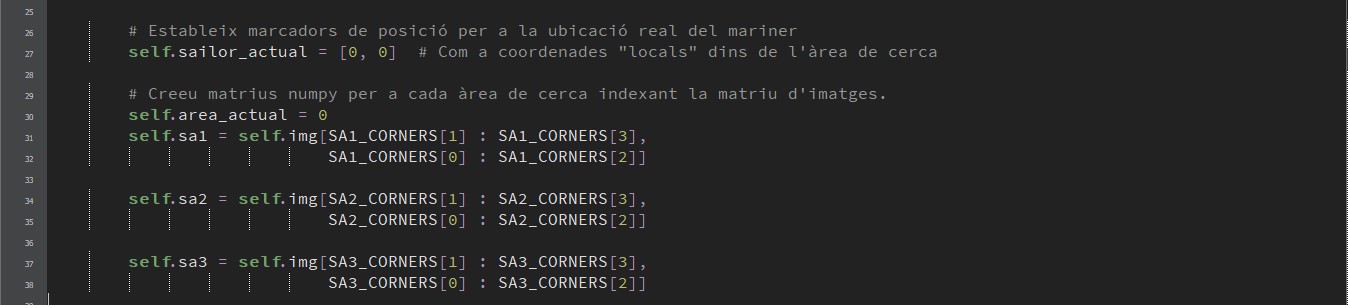 25
26 # Estableix marcadors de posició per a la ubicació real del mariner
27 self.sailor_actual = [0, 0]  # Com a coordenades "locals" dins de l'àrea de cerca
28
29 # Creeu matrius numpy per a cada àrea de cerca indexant la matriu d'imatges.
30 self.area_actual = 0
31 self.sa1 = self.img[SA1_CORNERS[1] : SA1_CORNERS[3],
32 SA1_CORNERS[0] : SA1_CORNERS[2]]
33
34 self.sa2 = self.img[SA2_CORNERS[1] : SA2_CORNERS[3],
35 SA2_CORNERS[0] : SA2_CORNERS[2]]
36
37 self.sa3 = self.img[SA3_CORNERS[1] : SA3_CORNERS[3],
38 SA3_CORNERS[0] : SA3_CORNERS[2]]